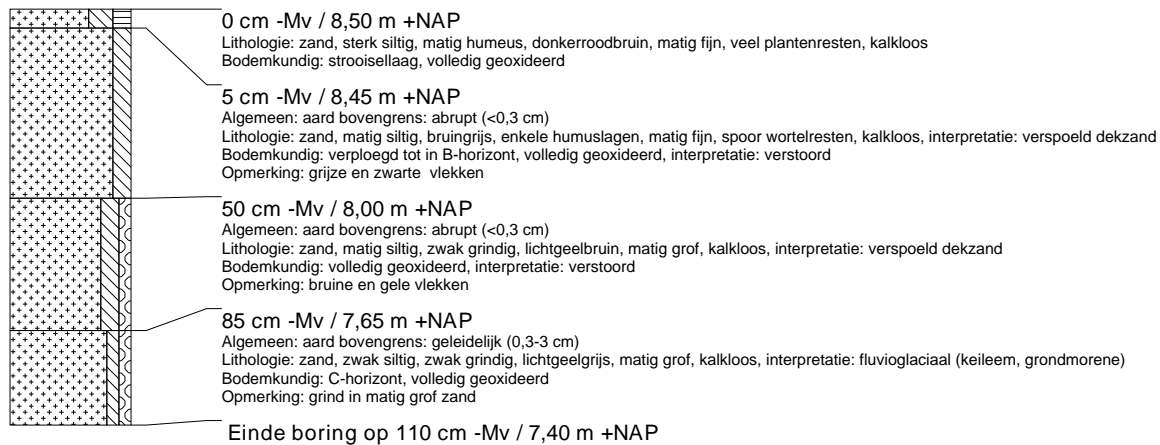 0 cm -Mv / 8,50 m +NAP
Lithologie: zand, sterk siltig, matig humeus, donkerroodbruin, matig fijn, veel plantenresten, kalkloos
Bodemkundig: strooisellaag, volledig geoxideerd
5 cm -Mv / 8,45 m +NAP
Algemeen: aard bovengrens: abrupt (<0,3 cm)
Lithologie: zand, matig siltig, bruingrijs, enkele humuslagen, matig fijn, spoor wortelresten, kalkloos, interpretatie: verspoeld dekzand
Bodemkundig: verploegd tot in B-horizont, volledig geoxideerd, interpretatie: verstoord
Opmerking: grijze en zwarte vlekken
50 cm -Mv / 8,00 m +NAP
Algemeen: aard bovengrens: abrupt (<0,3 cm)
Lithologie: zand, matig siltig, zwak grindig, lichtgeelbruin, matig grof, kalkloos, interpretatie: verspoeld dekzand
Bodemkundig: volledig geoxideerd, interpretatie: verstoord
Opmerking: bruine en gele vlekken
85 cm -Mv / 7,65 m +NAP
Algemeen: aard bovengrens: geleidelijk (0,3-3 cm)
Lithologie: zand, zwak siltig, zwak grindig, lichtgeelgrijs, matig grof, kalkloos, interpretatie: fluvioglaciaal (keileem, grondmorene)
Bodemkundig: C-horizont, volledig geoxideerd
Opmerking: grind in matig grof zand
Einde boring op 110 cm -Mv / 7,40 m +NAP